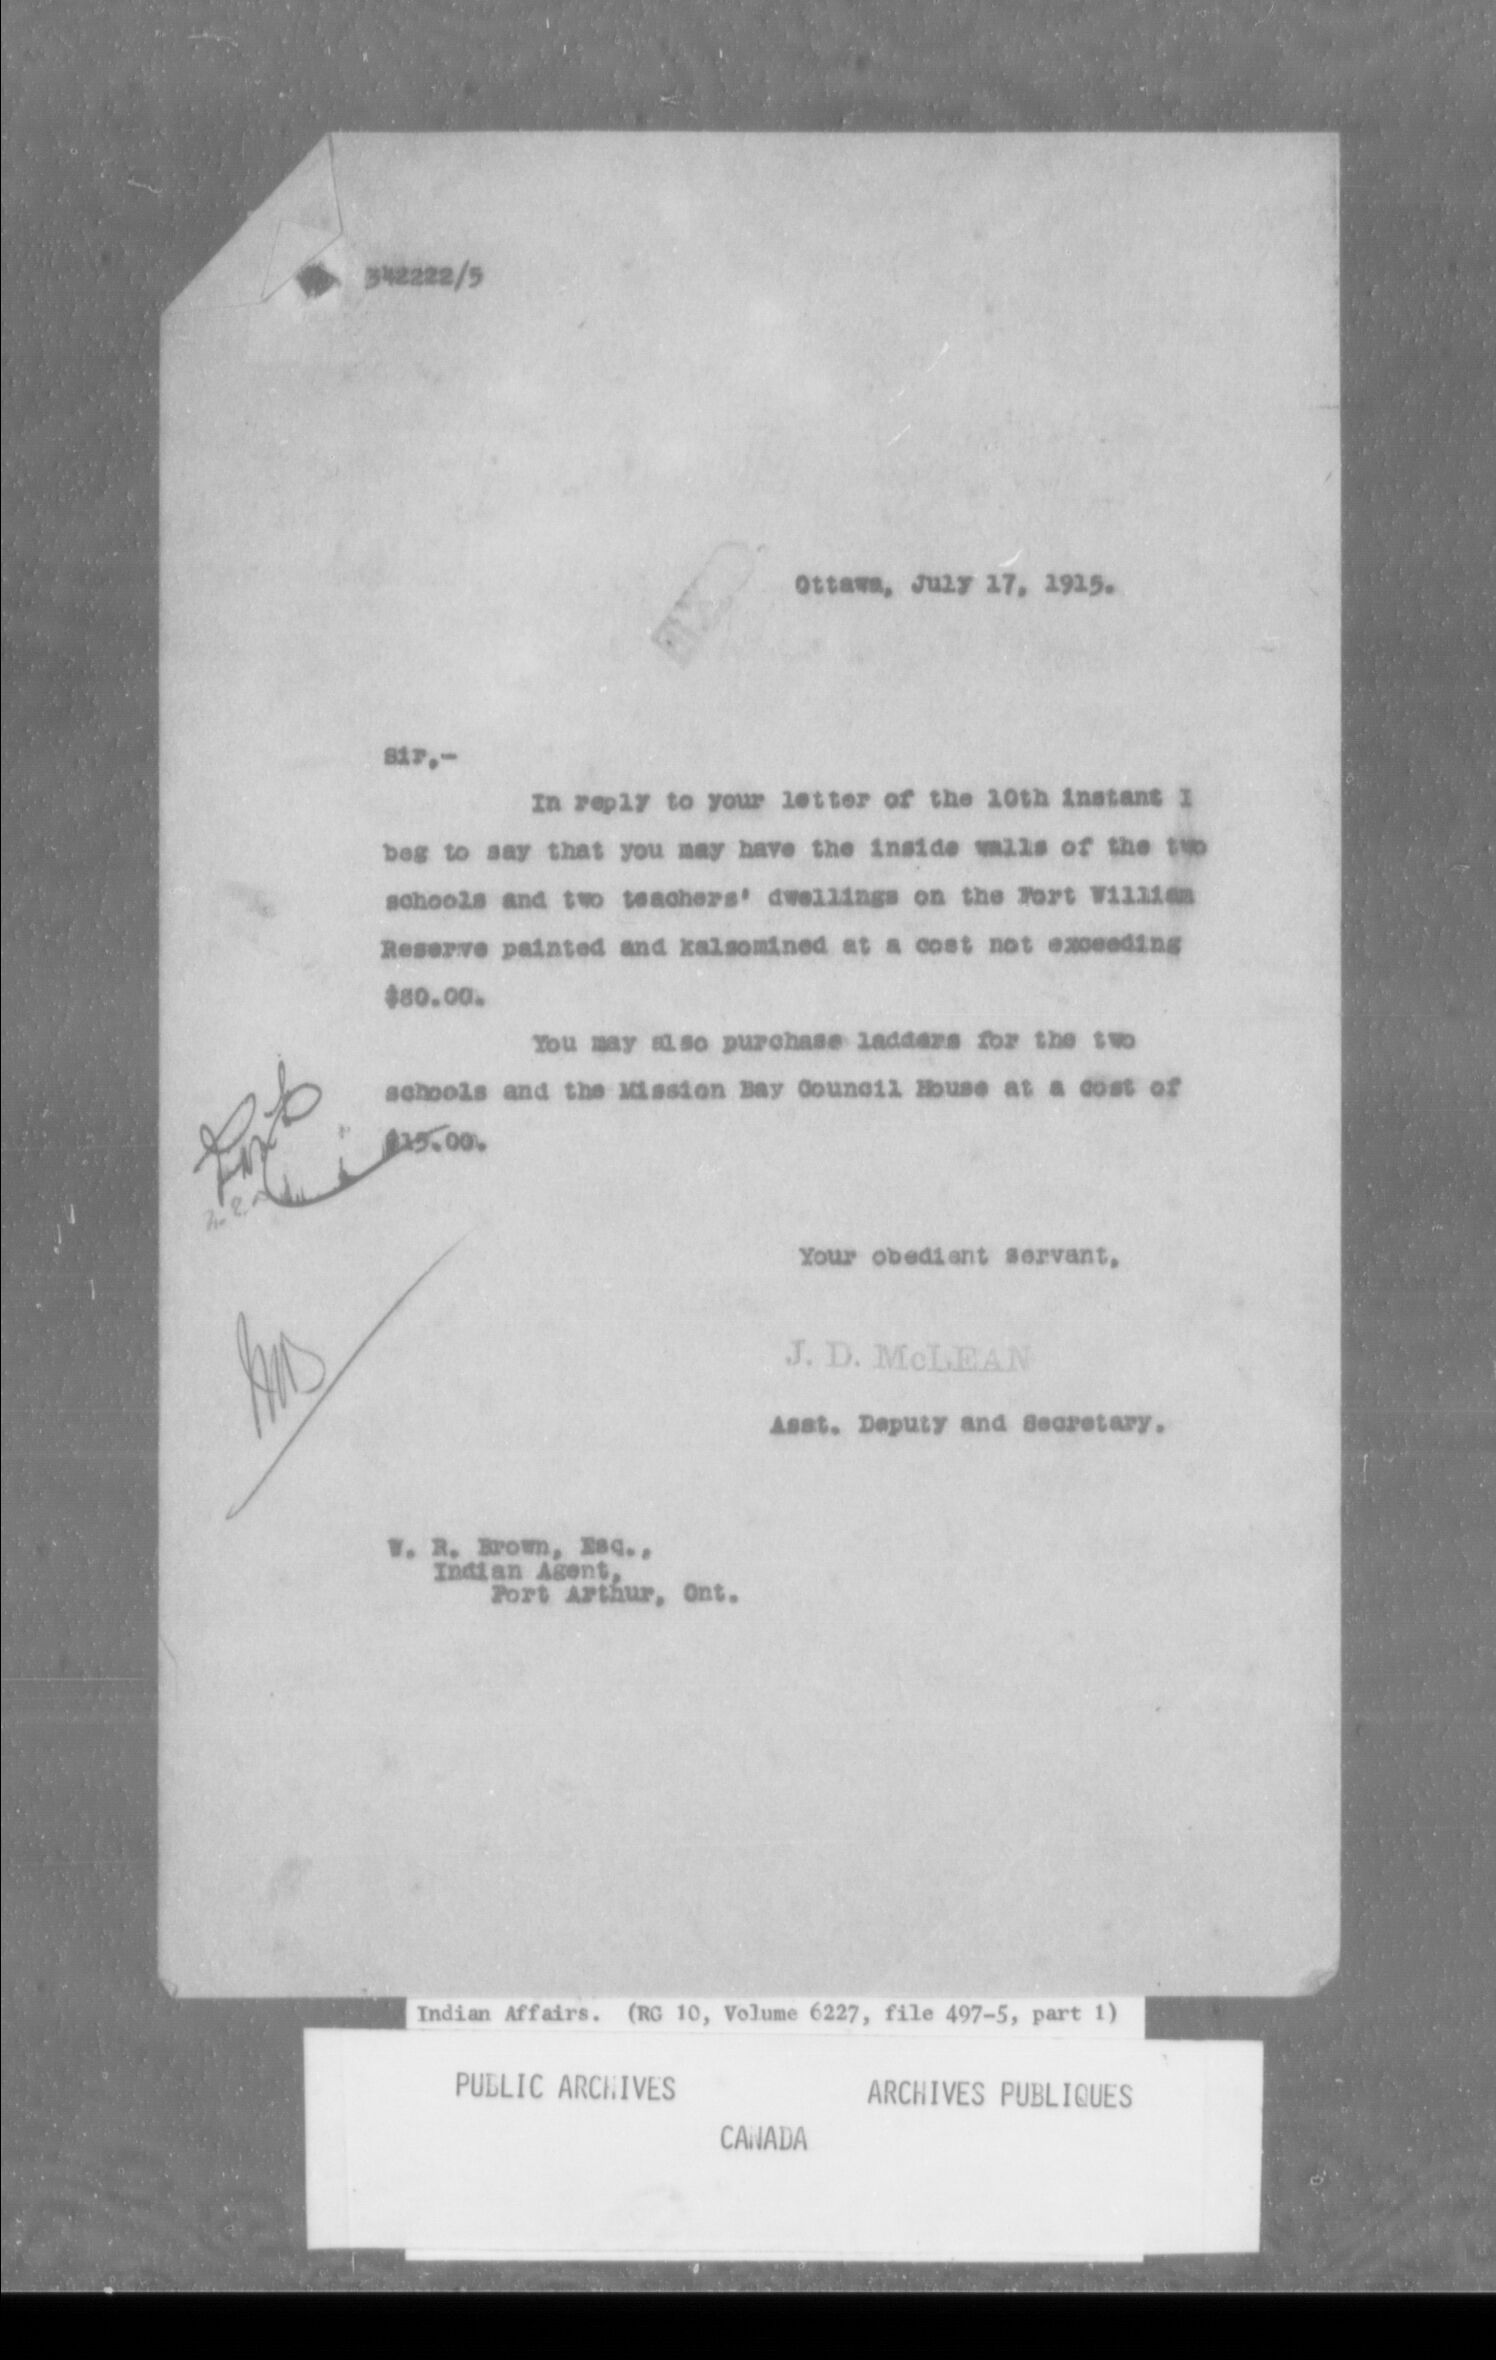 342222/5
Ottawa, July 17, 1915.
Sir,-
In reply to your letter of the 10th instant I
beg to say that you may have the inside walls of the two
schools and two teachers' dwellings on the Fort William
Reserve painted and kalsomined at a cost not exceeding
$80.00.
You may also purchase ladders for the two
schools and the Mission Bay Council House at a cost of
$15.00.
Your obedient servant,
J. D. McLEAN
Asst. Deputy and Secretary.
W. R. Brown, Esq.,
Indian Agent,
Port Arthur, Ont.
Indian Affairs. (RG 10, Volume 6227, file 497-5, part 1)
PUBLIC ARCHIVES ARCHIVES PUBLIQUES
CANADA